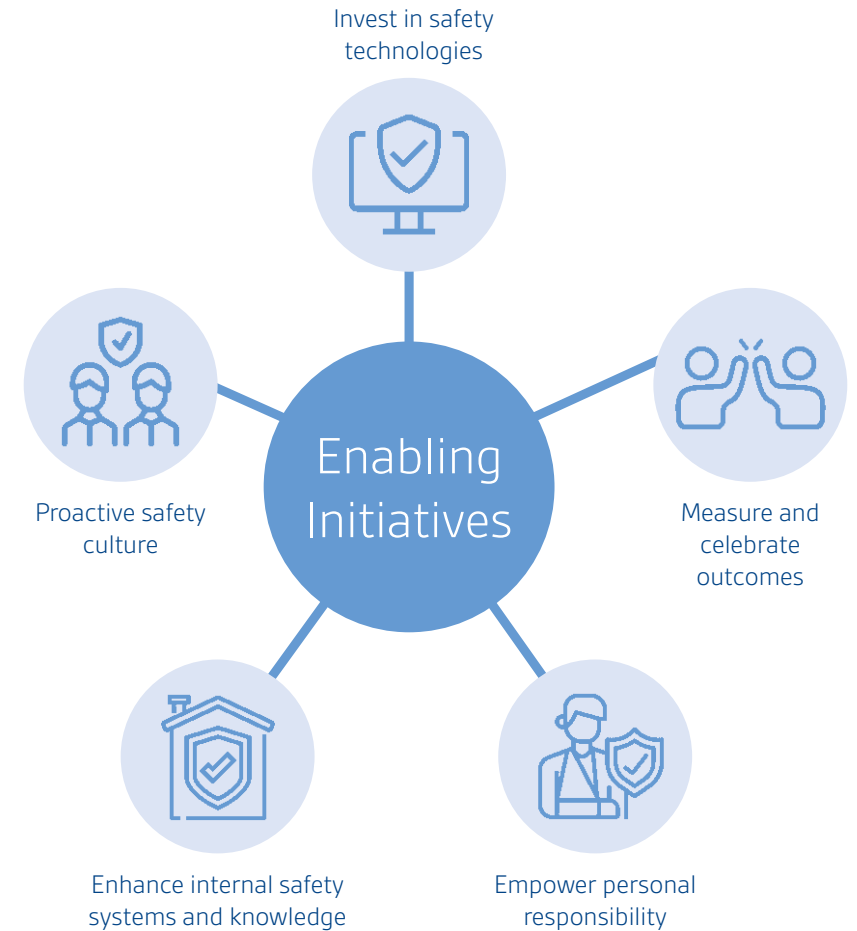 Invest in safety
technologies
Proactive safety
culture
Enabling
Initiatives
Measure and
celebrate
outcomes
Enhance internal safety
systems and knowledge
Empower personal
responsibility